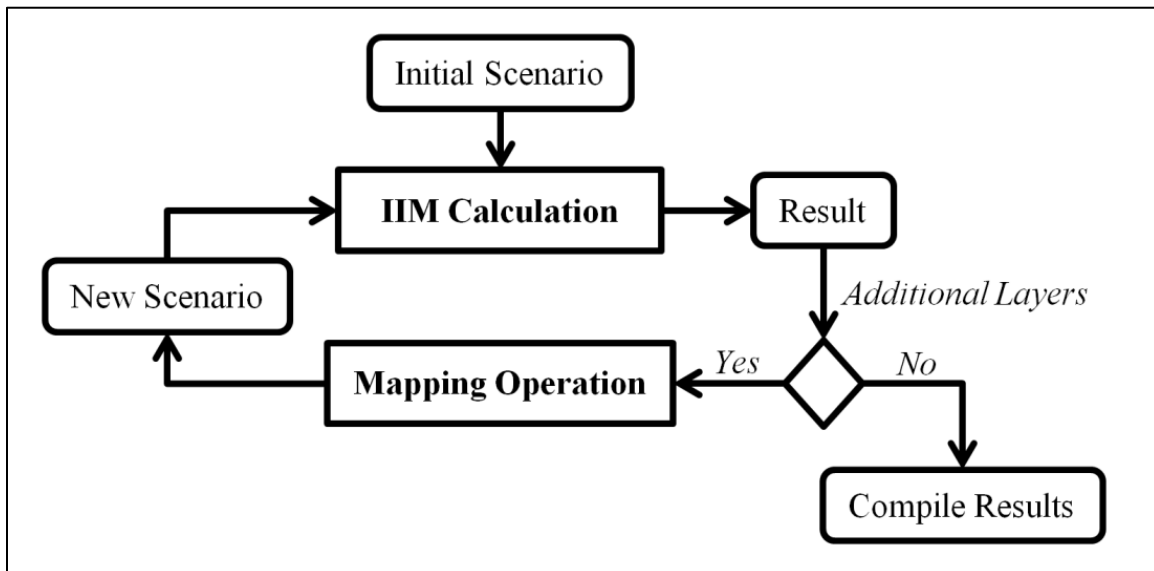 Initial Scenario
IIM Calculation
Result
New Scenario
Additional Layers
Mapping Operation
Yes
No
Compile Results